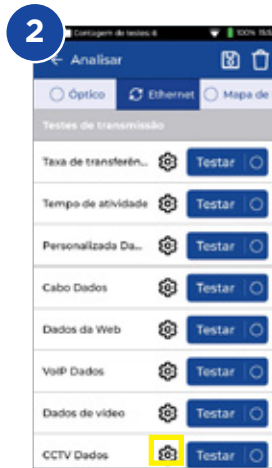 2
Contagem de testes: 6 100%
← Analisar
Óptico Ethernet Mapa de
Testes de transmissão
Taxa de transferên... Testar
Tempo de atividade Testar
Personalizada Da... Testar
Cabo Dados Testar
Dados da Web Testar
VoIP Dados Testar
Dados de vídeo Testar
CCTV Dados Testar